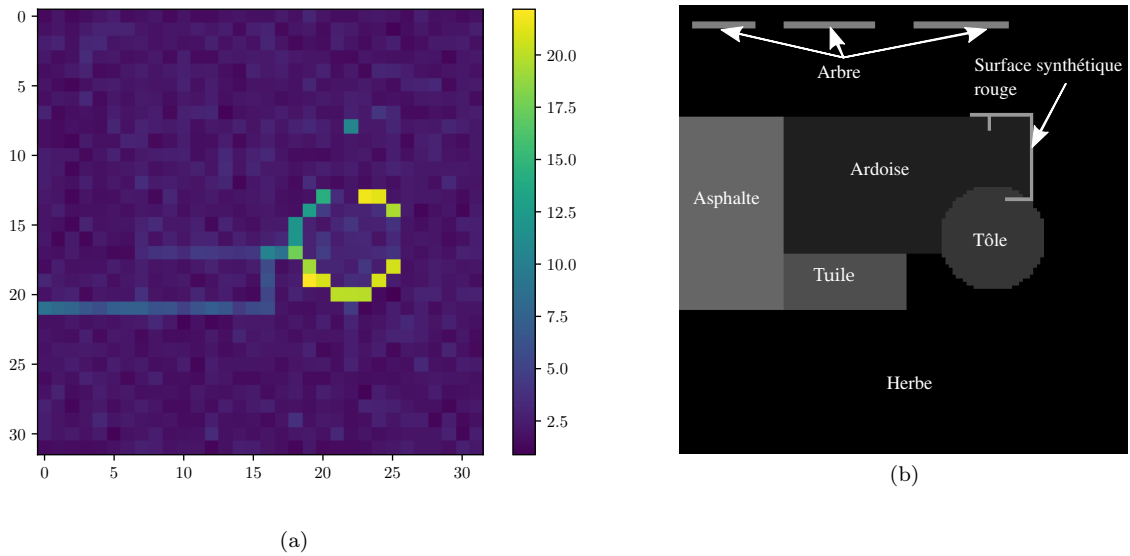 0
5
10
15
20
25
30
0
5
10
15
20
25
30
20.0
17.5
15.0
12.5
10.0
7.5
5.0
2.5
(a)
Arbre
Surface synthétique
rouge
Ardoise
Asphalte
Tôle
Tuile
Herbe
(b)